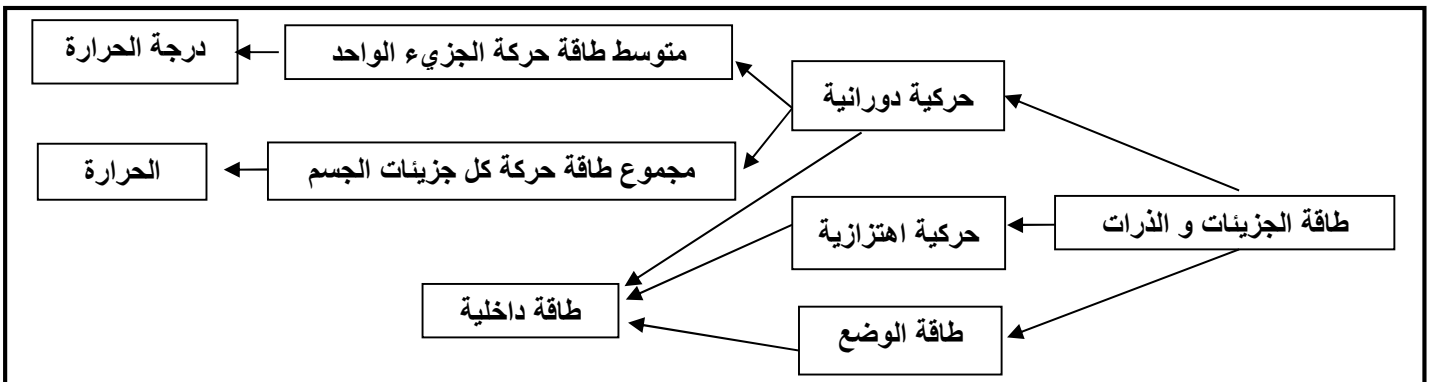 درجة الحرارة
متوسط طاقة حركة الجزيء الواحد
حركية دورانية
الحرارة
مجموع طاقة حركة كل جزيئات الجسم
حركية اهتزازية
طاقة الجزيئات و الذرات
طاقة داخلية
طاقة الوضع